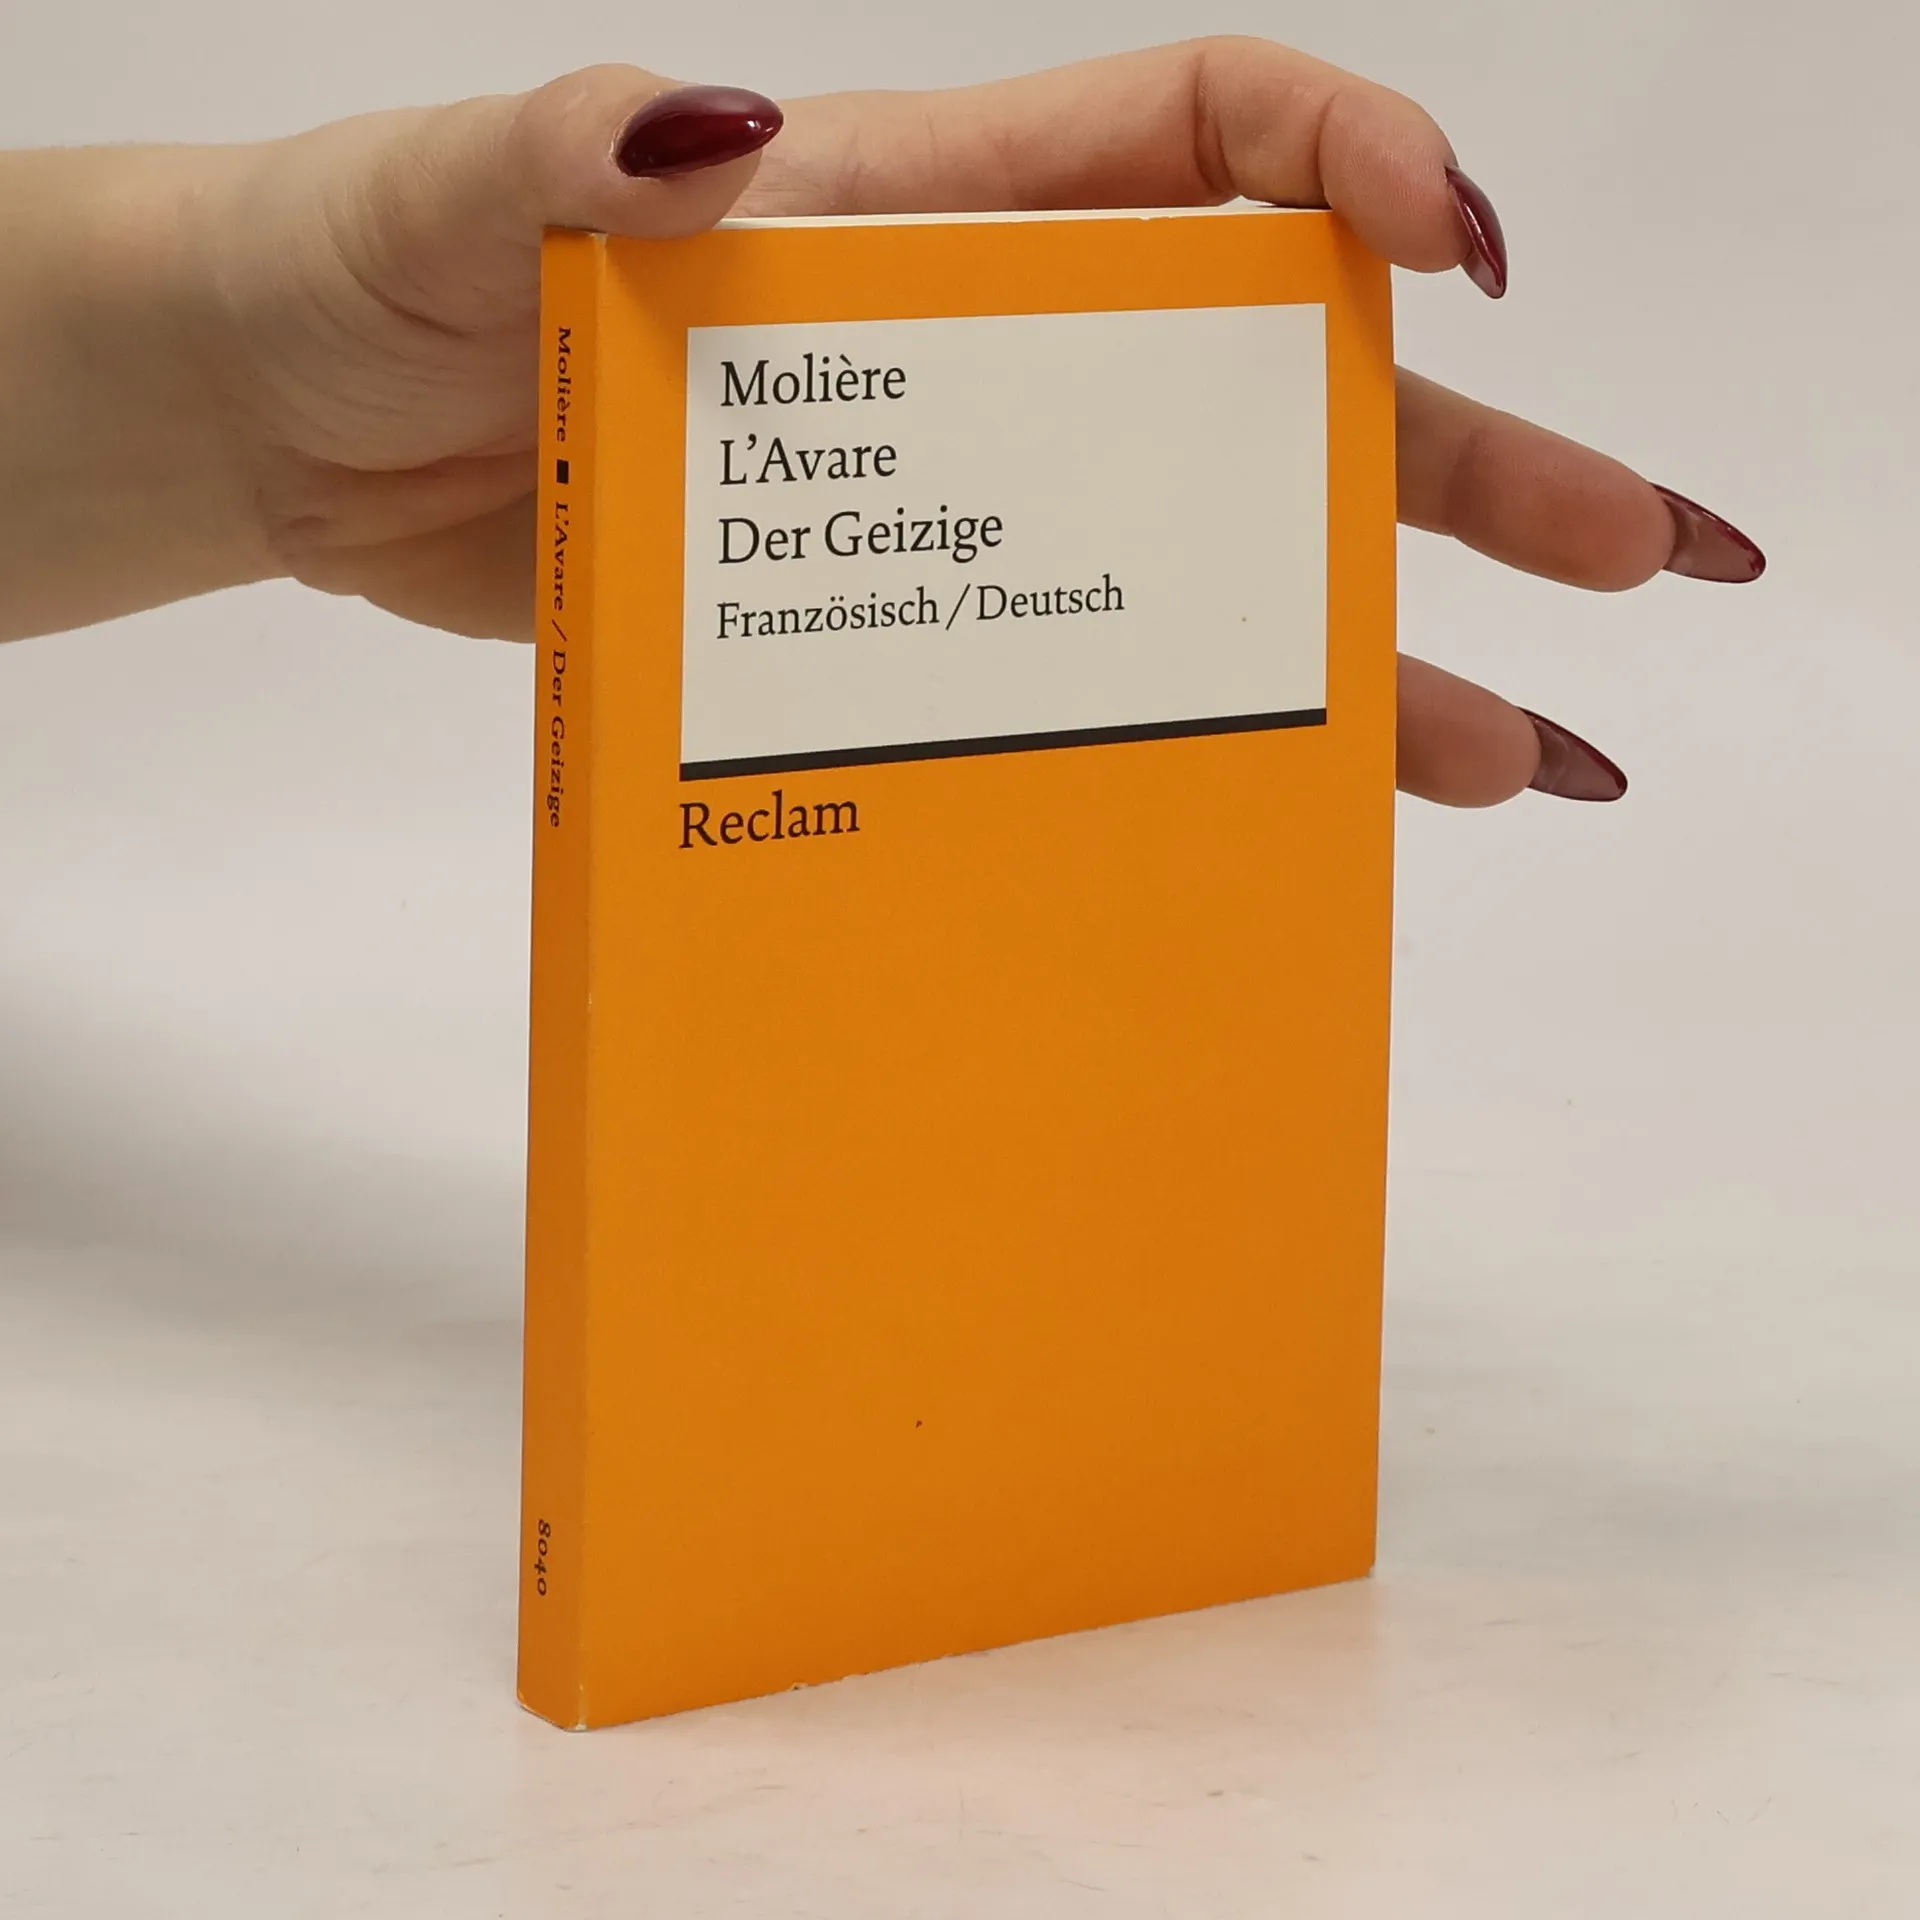 Molière
L'Avare
Der Geizige
Französisch / Deutsch
Reclam
Molière ■ L'Avare / Der Geizige
8040